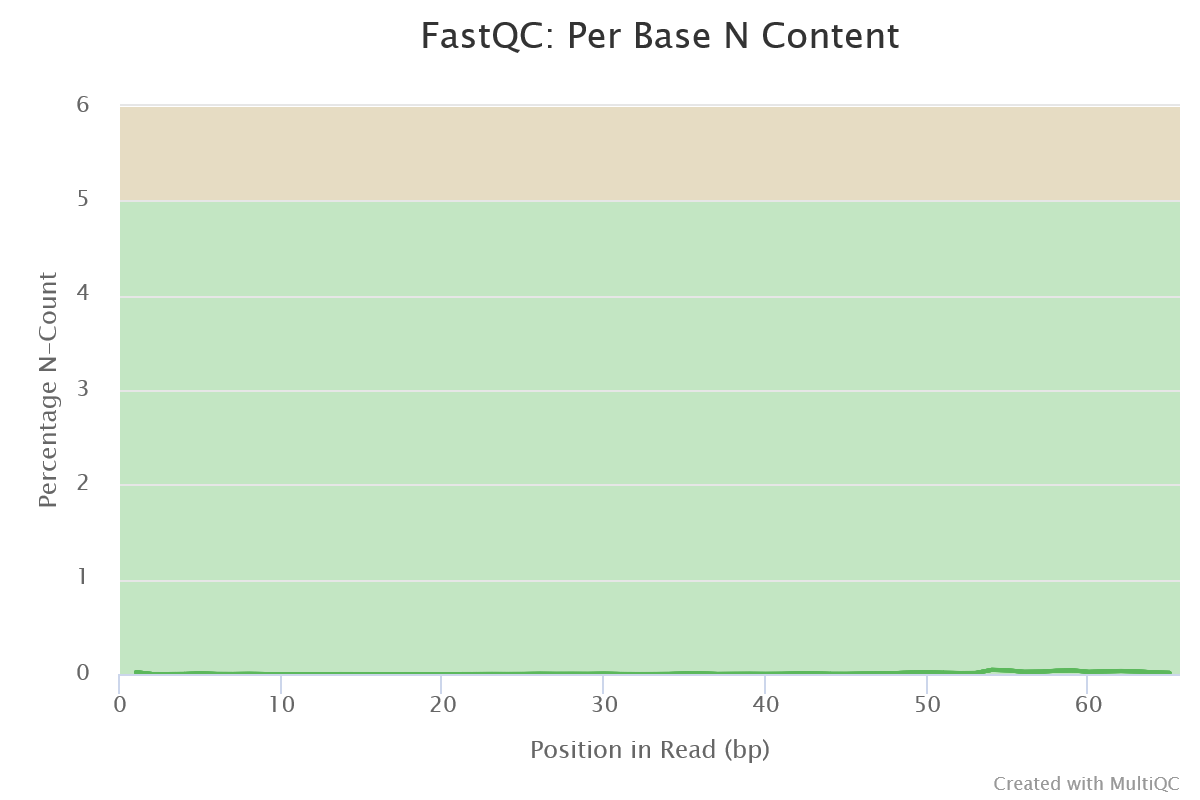 FastQC: Per Base N Content
6
5
4
3
2
1
0
Percentage N-Count
0 10 20 30 40 50 60
Position in Read (bp)
Created with MultiQC